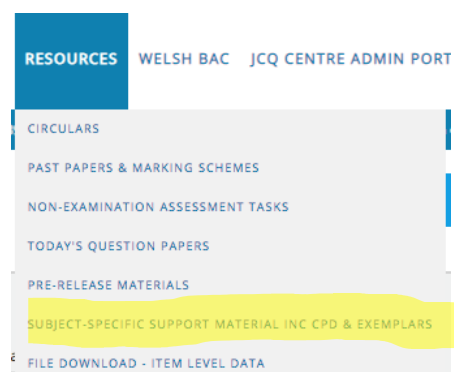 RESOURCES WELSH BAC JCQ CENTRE ADMIN PORT
CIRCULARS
PAST PAPERS & MARKING SCHEMES
NON-EXAMINATION ASSESSMENT TASKS
TODAY'S QUESTION PAPERS
PRE-RELEASE MATERIALS
SUBJECT-SPECIFIC SUPPORT MATERIAL INC CPD & EXEMPLARS
FILE DOWNLOAD - ITEM LEVEL DATA